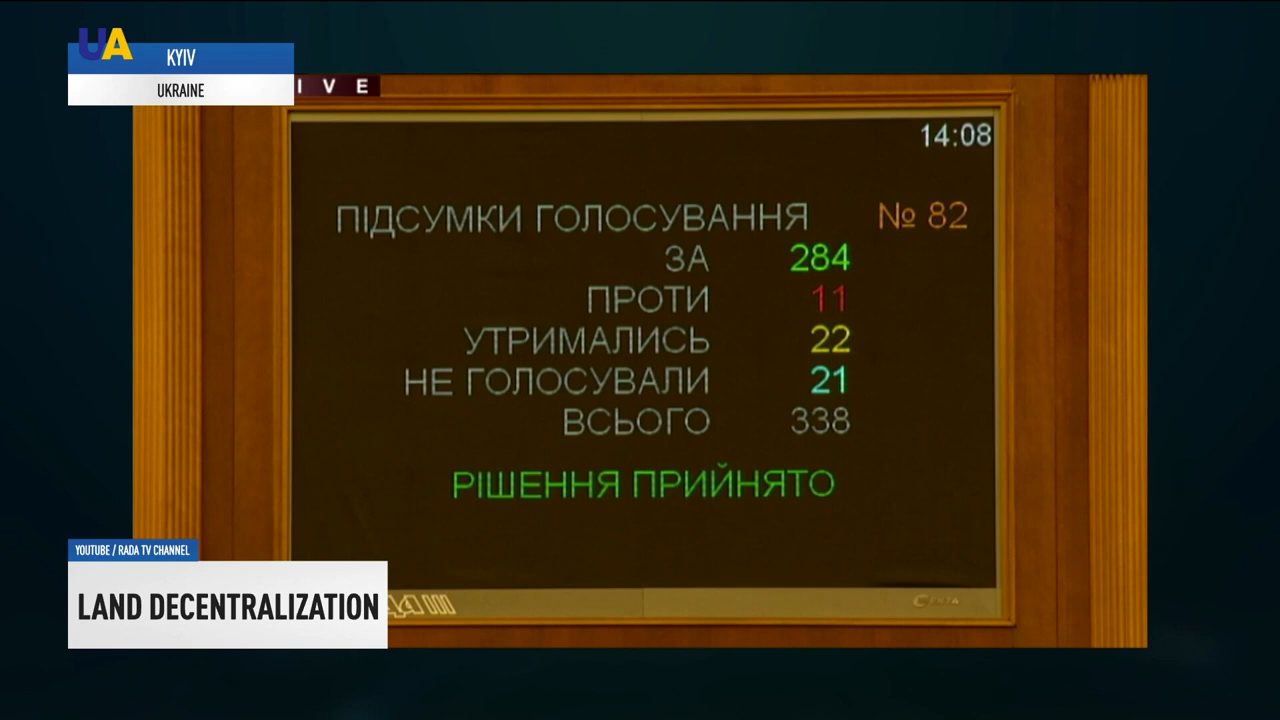 UA
KYIV
UKRAINE
IVE
14:08
ПІДСУМКИ ГОЛОСУВАННЯ № 82
ЗА 284
ПРОТИ 11
УТРИМАЛИСЬ 22
НЕ ГОЛОСУВАЛИ 21
ВСЬОГО 338
РІШЕННЯ ПРИЙНЯТО
YOUTUBE / RADA TV CHANNEL
LAND DECENTRALIZATION